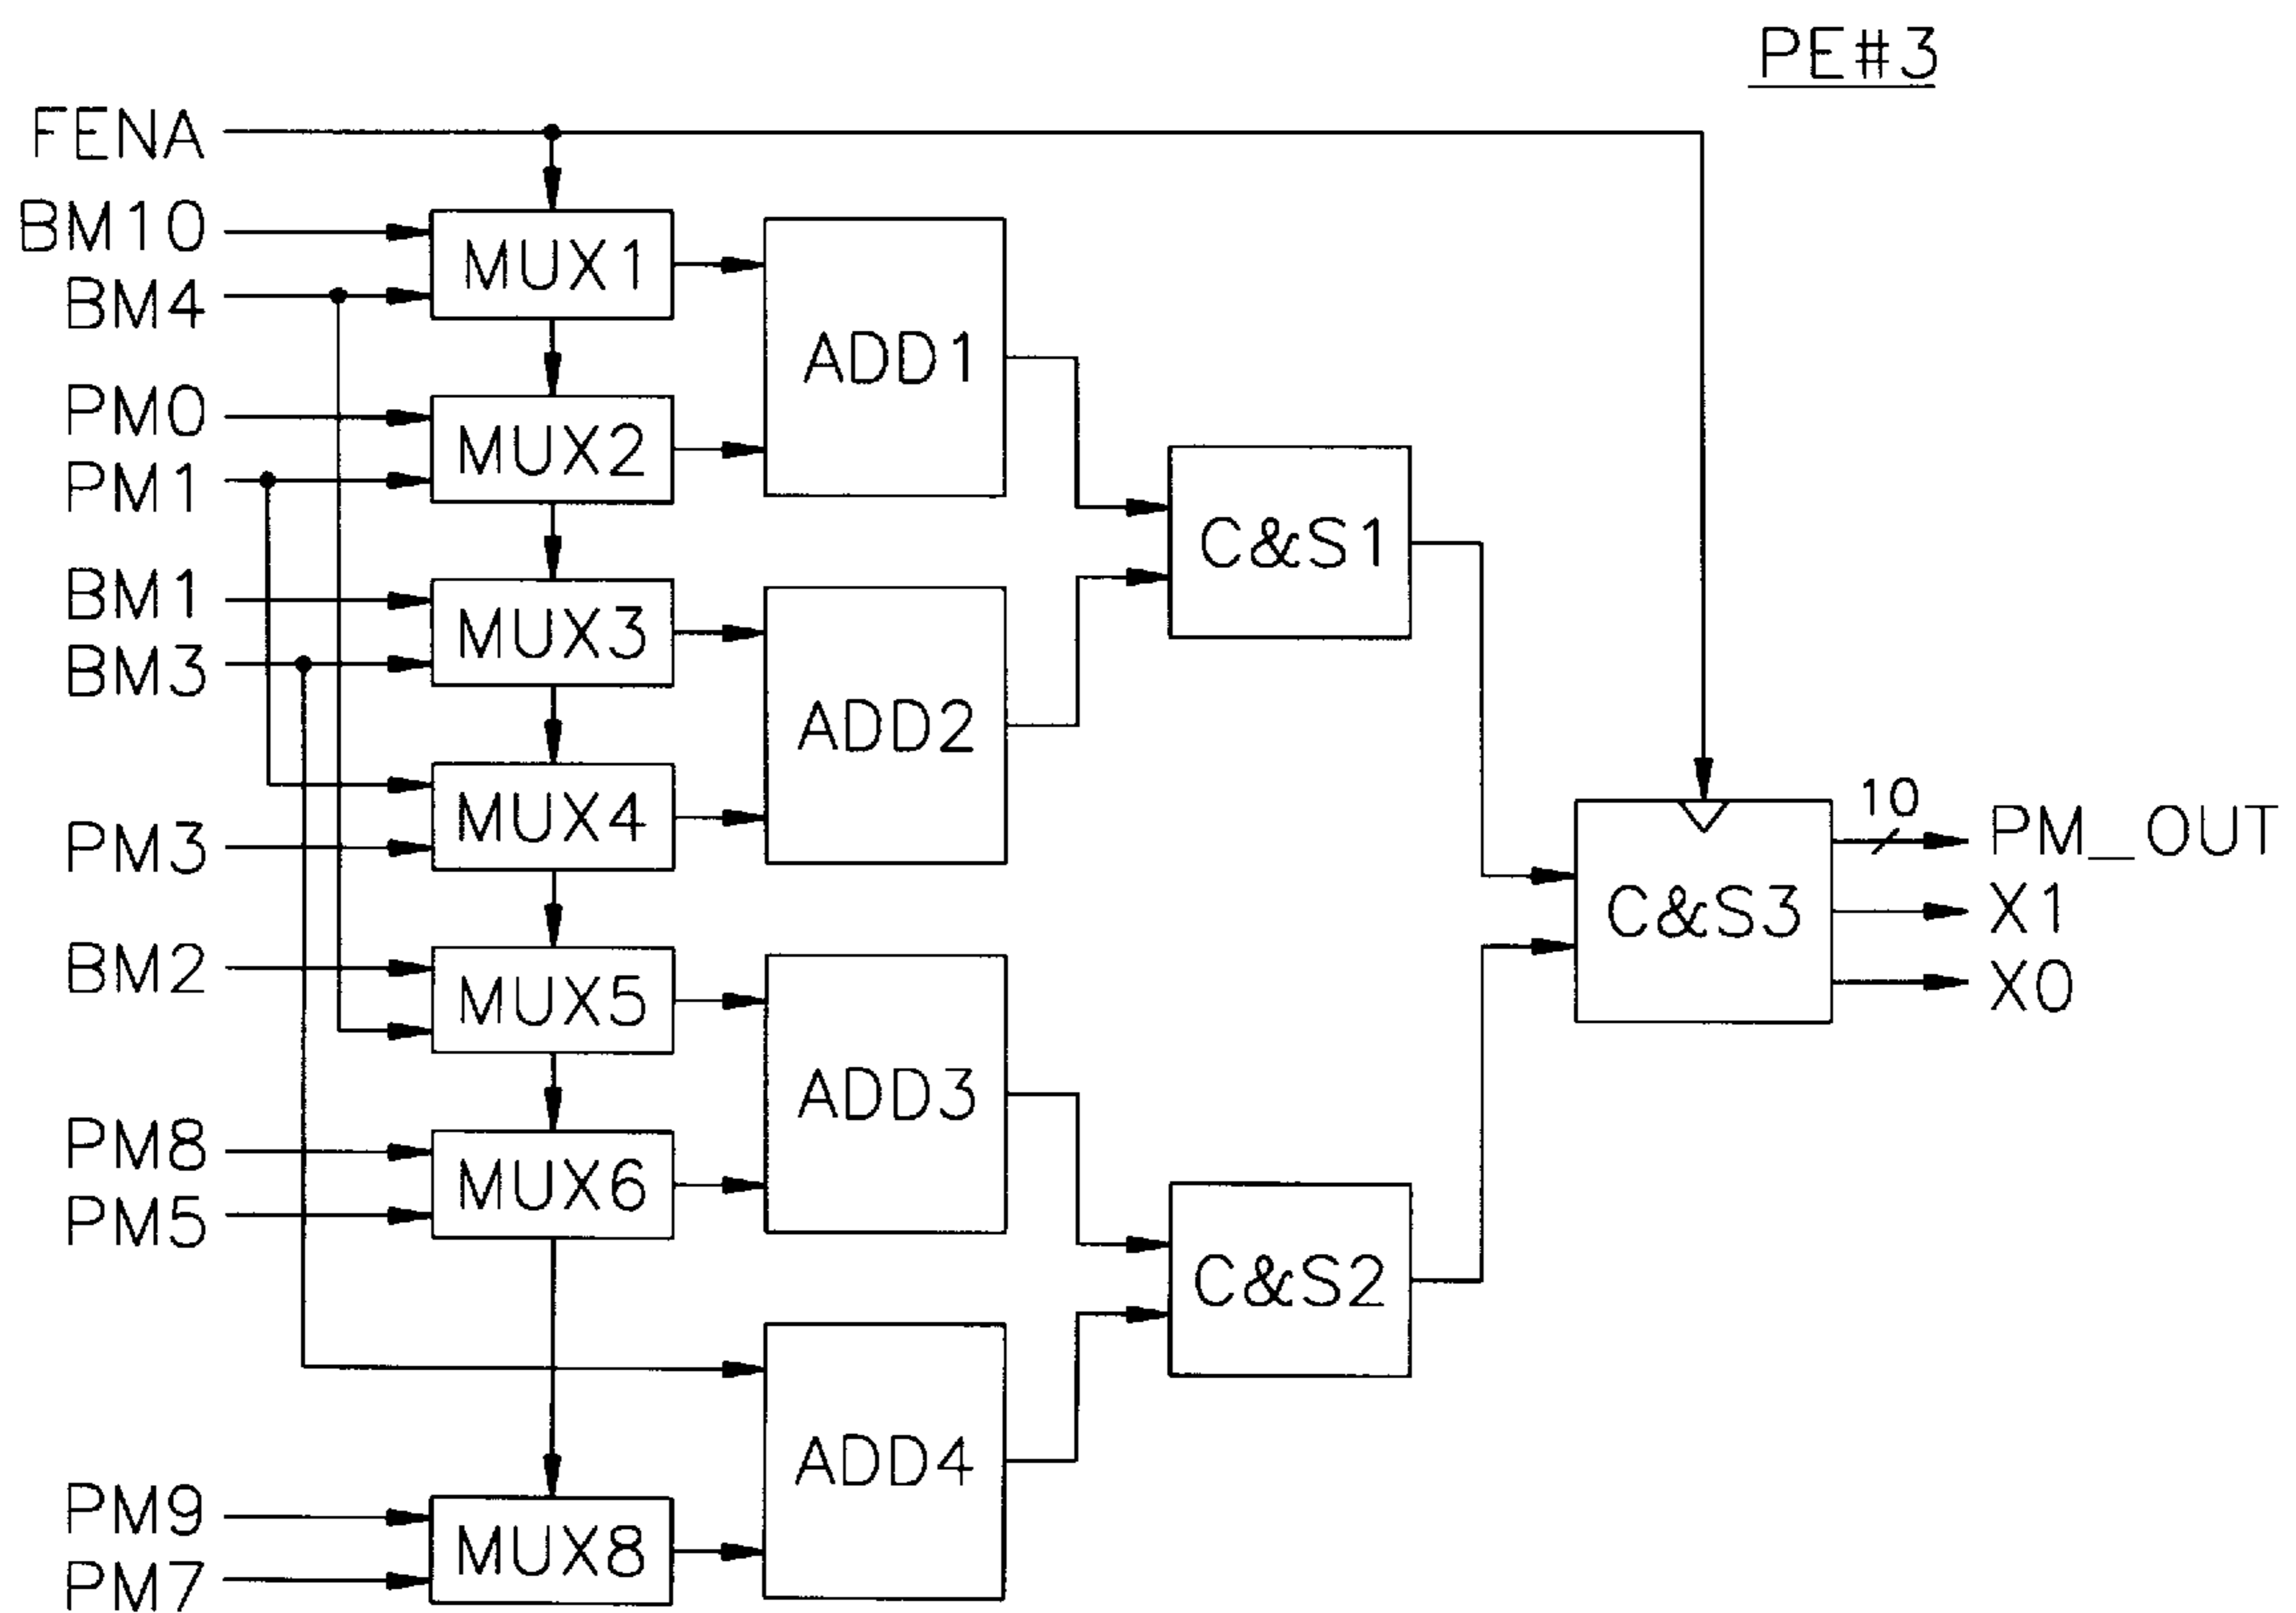 PE#3
FENA
BM10
BM4
MUX1
ADD1
PM0
PM1
MUX2
C&S1
BM1
BM3
MUX3
ADD2
MUX4
PM3
10
PM_OUT
C&S3
X1
X0
BM2
MUX5
ADD3
PM8
PM5
MUX6
C&S2
ADD4
PM9
PM7
MUX8